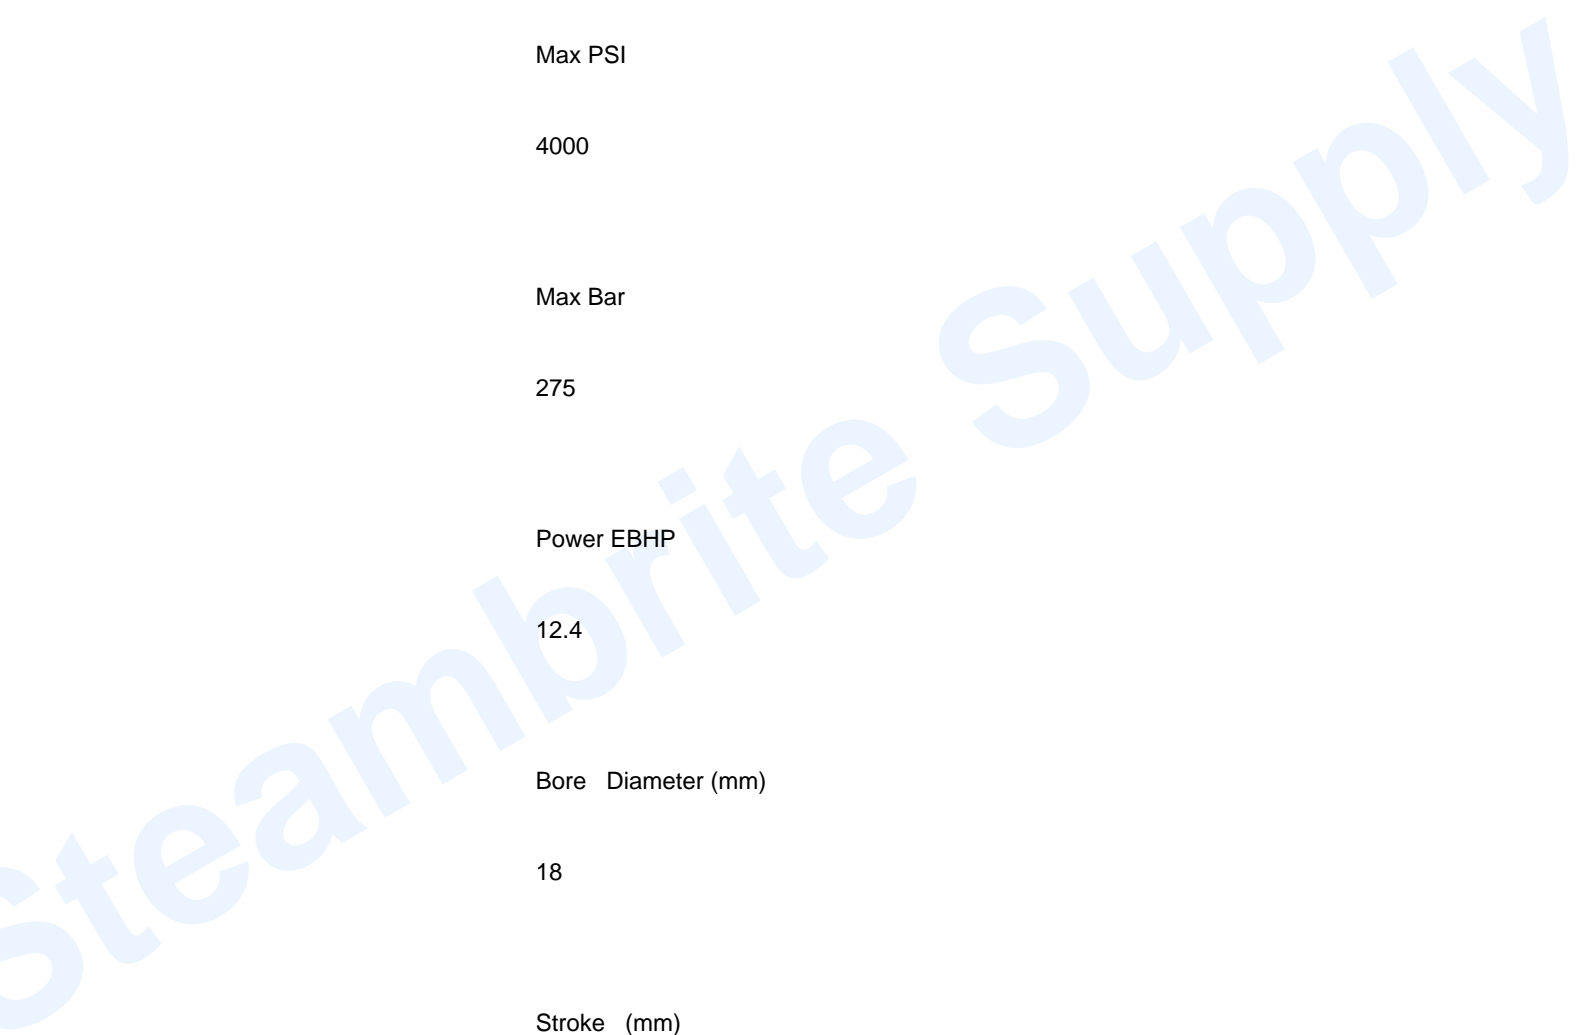 Max PSI
4000
Max Bar
275
Power EBHP
12.4
Bore Diameter (mm)
18
Stroke (mm)
Steambrite Supply